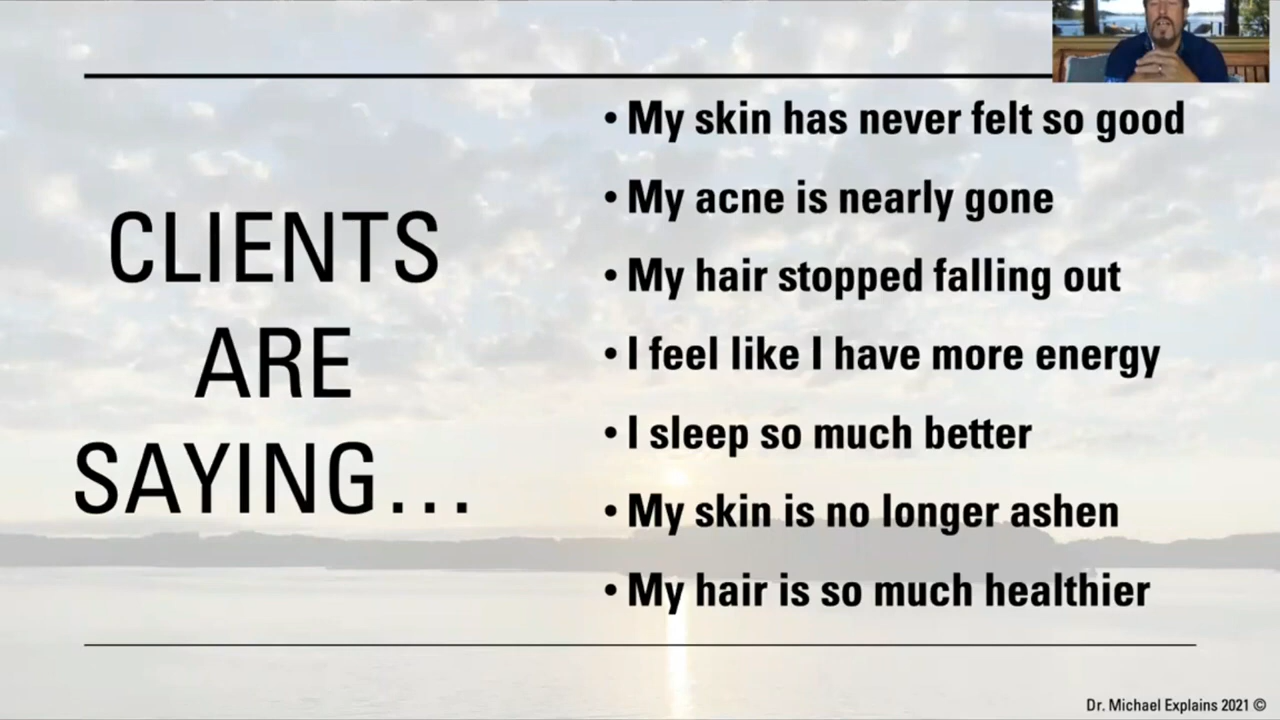 CLIENTS
ARE
SAYING...
• My skin has never felt so good
• My acne is nearly gone
• My hair stopped falling out
• I feel like I have more energy
• I sleep so much better
• My skin is no longer ashen
• My hair is so much healthier
Dr. Michael Explains 2021 ©